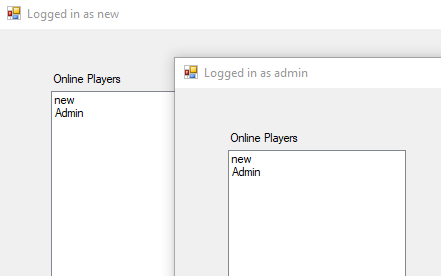 Logged in as new
Online Players
new
Admin
Logged in as admin
Online Players
new
Admin